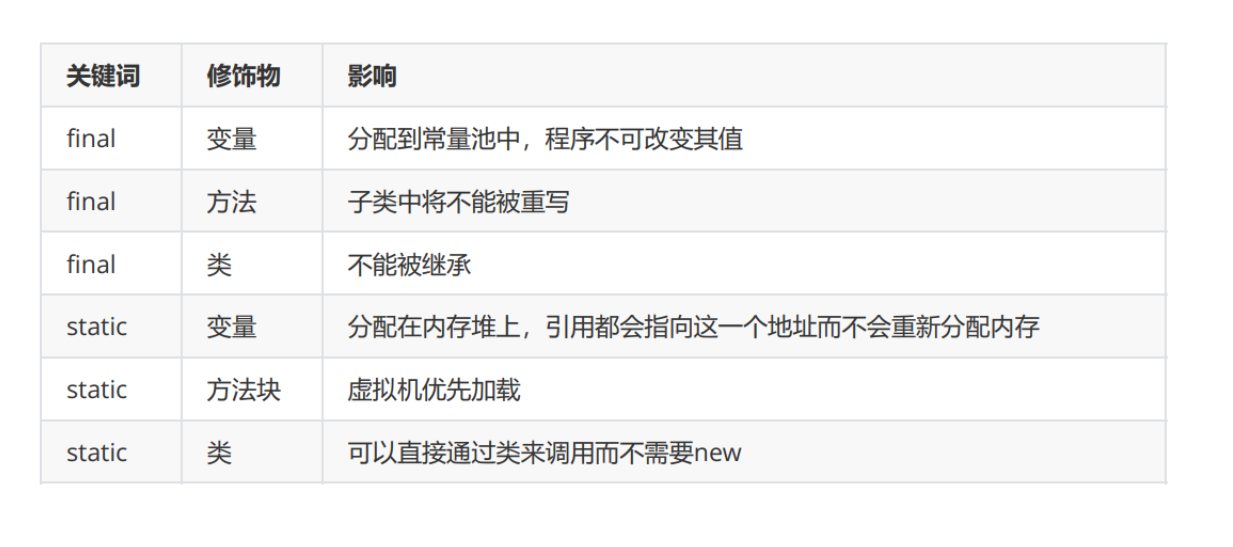 关键词 修饰物 影响
final 变量 分配到常量池中，程序不可改变其值
final 方法 子类中将不能被重写
final 类 不能被继承
static 变量 分配在内存堆上，引用都会指向这一个地址而不会重新分配内存
static 方法块 虚拟机优先加载
static 类 可以直接通过类来调用而不需要new